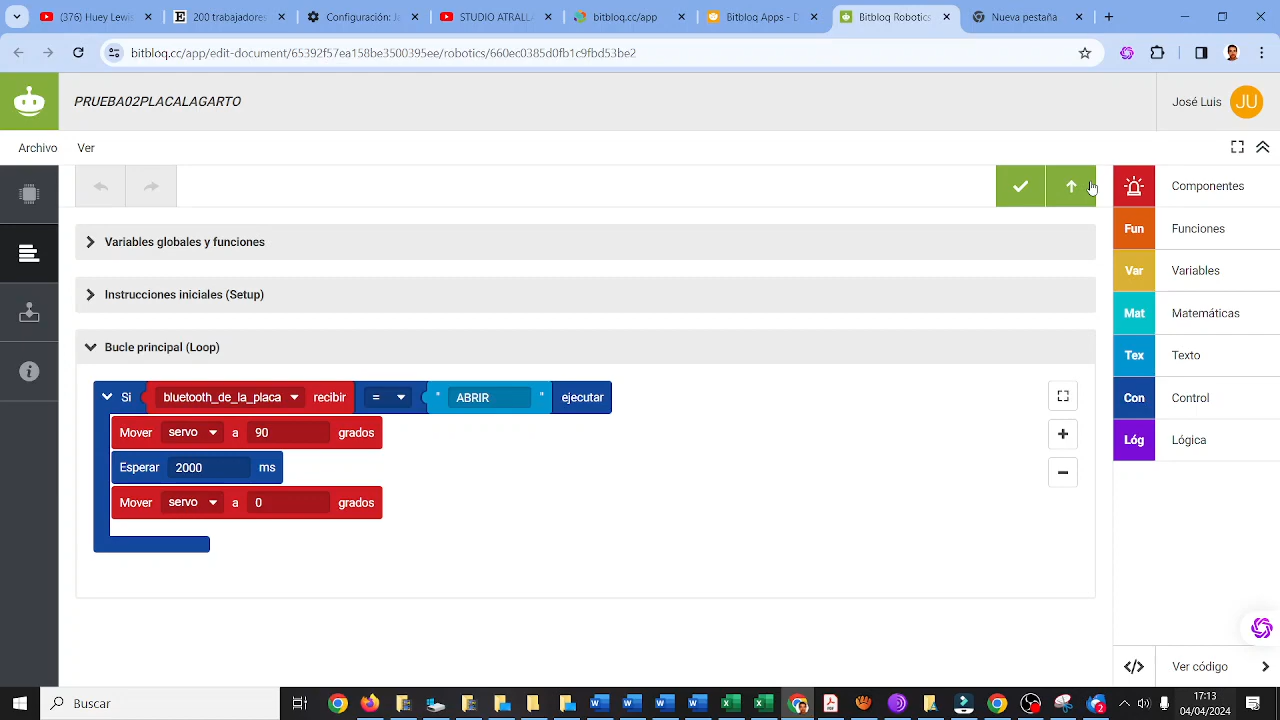 (376) Huey Lewis
200 trabajadores
Configuración: Jo
STUDIO ATRALLA
bitbloq.cc/app
Bitbloq Apps - D
Bitbloq Robotics
Nueva pestaña
bitbloq.cc/app/edit-document/65392f57ea158be3500395ee/robotics/660ec0385d0fb1c9fbd53be2
PRUEBA02PLACALAGARTO
José Luis
JU
Archivo
Ver
Componentes
Variables globales y funciones
Fun
Funciones
Var
Variables
Instrucciones iniciales (Setup)
Mat
Matemáticas
Bucle principal (Loop)
Tex
Texto
Si bluetooth_de_la_placa recibir = " ABRIR " ejecutar
Con
Control
Mover servo a 90 grados
Lóg
Lógica
Esperar 2000 ms
Mover servo a 0 grados
</> Ver código
Buscar
17:13
04/04/2024